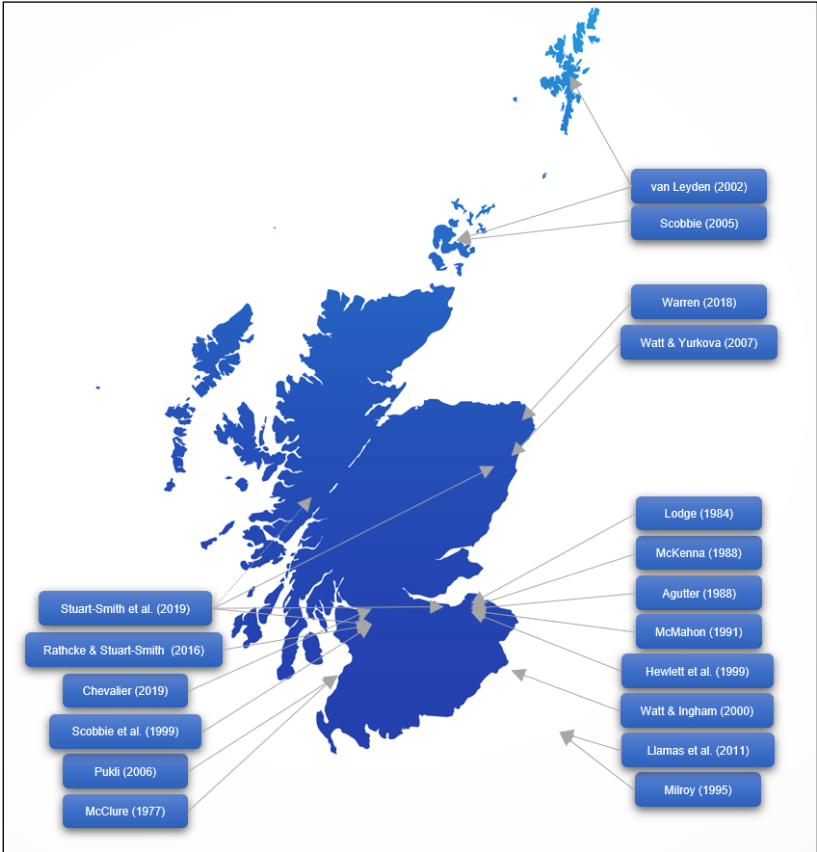 van Leyden (2002)
Scobbie (2005)
Warren (2018)
Watt & Yurkova (2007)
Lodge (1984)
McKenna (1988)
Agutter (1988)
McMahon (1991)
Hewlett et al. (1999)
Watt & Ingham (2000)
Llamas et al. (2011)
Milroy (1995)
Stuart-Smith et al. (2019)
Rathcke & Stuart-Smith (2016)
Chevalier (2019)
Scobbie et al. (1999)
Pukli (2006)
McClure (1977)